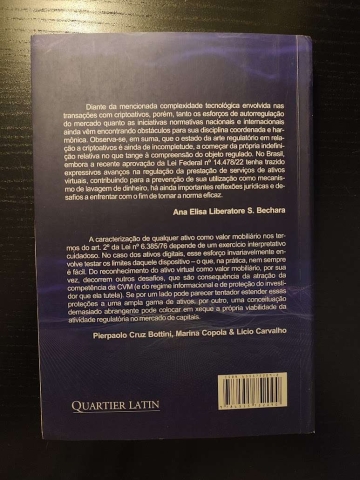 Diante da mencionada complexidade tecnológica envolvida nas
transações com criptoativos, porém, tanto os esforços de autorregulação
do mercado quanto as iniciativas normativas nacionais e internacionais
ainda vêm encontrando obstáculos para sua disciplina coordenada e har-
mônica. Observa-se, em suma, que o estado da arte regulatório em rela-
ção a criptoativos é ainda de incompletude, a começar da própria indefini-
ção relativa no que tange à compreensão do objeto regulado. No Brasil,
embora a recente aprovação da Lei Federal nº 14.478/22 tenha trazido
expressivos avanços na regulação da prestação de serviços de ativos
virtuais, contribuindo para a prevenção de sua utilização como mecanis-
mo de lavagem de dinheiro, há ainda importantes reflexões jurídicas e de-
safios a enfrentar com o fim de tornar a norma eficaz.
Ana Elisa Liberatore S. Bechara
A caracterização de qualquer ativo como valor mobiliário nos ter-
mos do art. 2º da Lei nº 6.385/76 depende de um exercício interpretativo
cuidadoso. No caso dos ativos digitais, esse esforço invariavelmente en-
volve testar os limites daquele dispositivo – o que, na prática, nem sempre
é fácil. Do reconhecimento do ativo virtual como valor mobiliário, por sua
vez, decorrem outros desafios, que são consequência da atração da
competência da CVM (e do regime informacional e de proteção do investi-
dor que ela tutela). Se por um lado pode parecer tentador estender essas
proteções a uma ampla gama de ativos, por outro, uma conceituação
demasiado abrangente pode colocar em xeque a própria viabilidade da
atividade regulatória no mercado de capitais.
Pierpaolo Cruz Bottini, Marina Copola & Licio Carvalho
QUARTIER LATIN